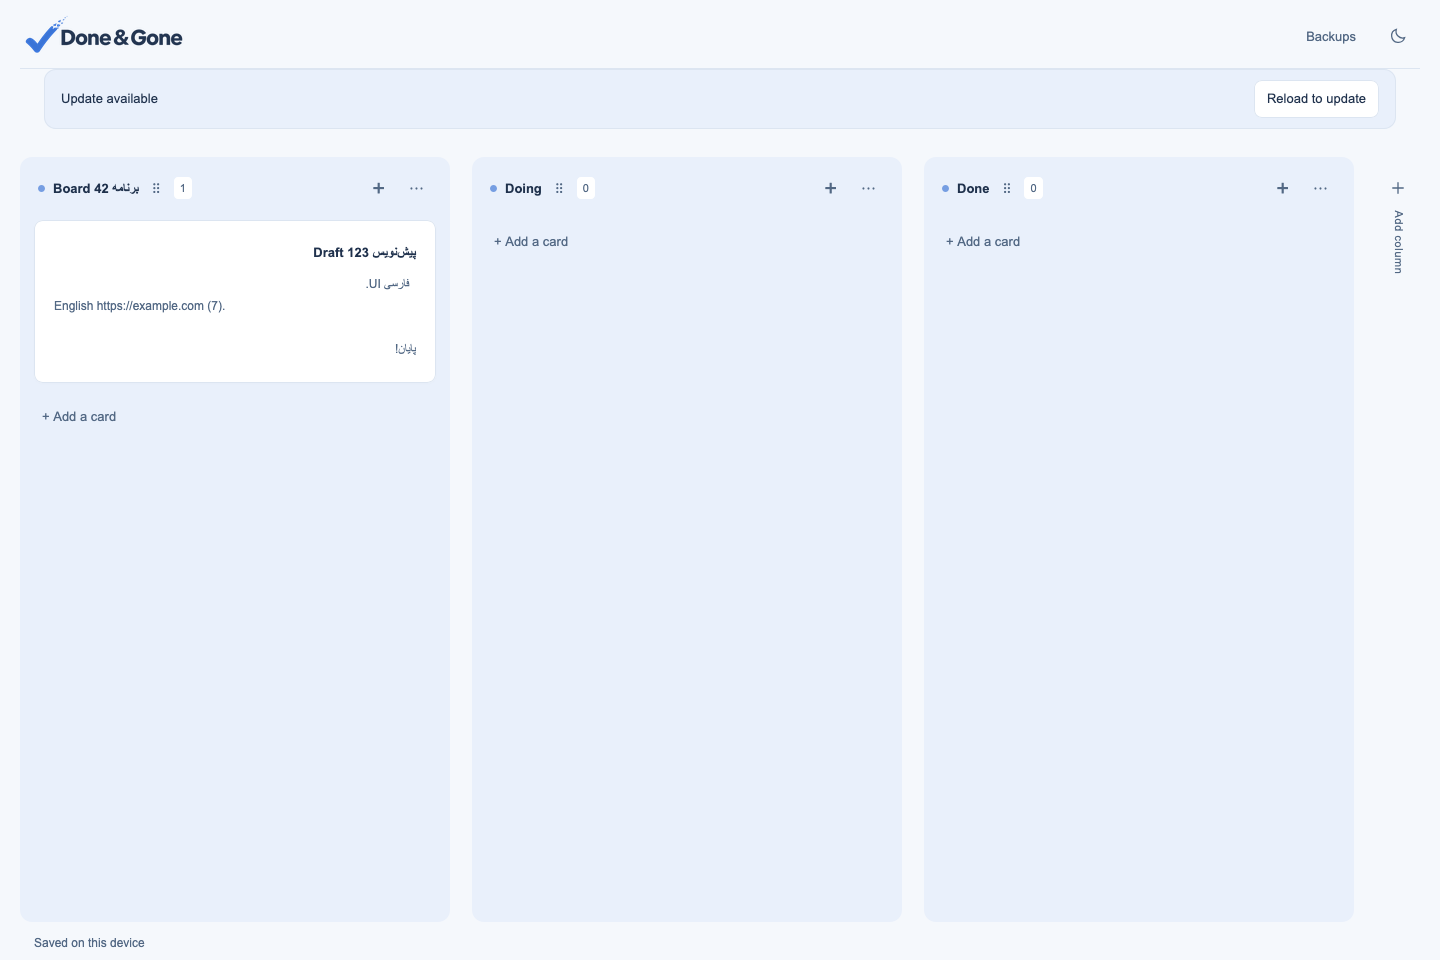 Done & Gone
Backups
Update available
Reload to update
برنامه Board 42
1
Doing
0
Done
0
Add column
پیش‌نویس Draft 123
فارسی UI.
English https://example.com (7).
پایان!
+ Add a card
+ Add a card
+ Add a card
Saved on this device